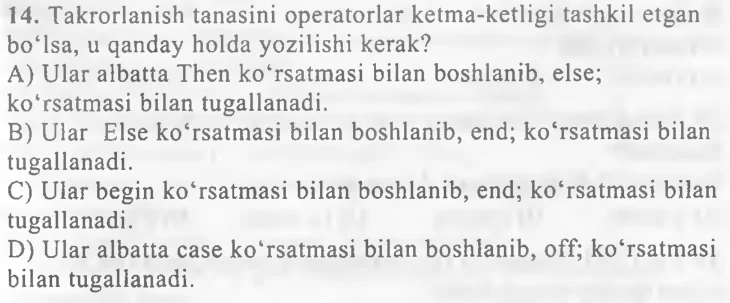 14. Takrorlanish tanasini operatorlar ketma-ketligi tashkil etgan
bo‘lsa, u qanday holda yozilishi kerak?
A) Ular albatta Then ko‘rsatmasi bilan boshlanib, else;
ko‘rsatmasi bilan tugallanadi.
B) Ular Else ko‘rsatmasi bilan boshlanib, end; ko‘rsatmasi bilan
tugallanadi.
C) Ular begin ko‘rsatmasi bilan boshlanib, end; ko‘rsatmasi bilan
tugallanadi.
D) Ular albatta case ko‘rsatmasi bilan boshlanib, off; ko‘rsatmasi
bilan tugallanadi.